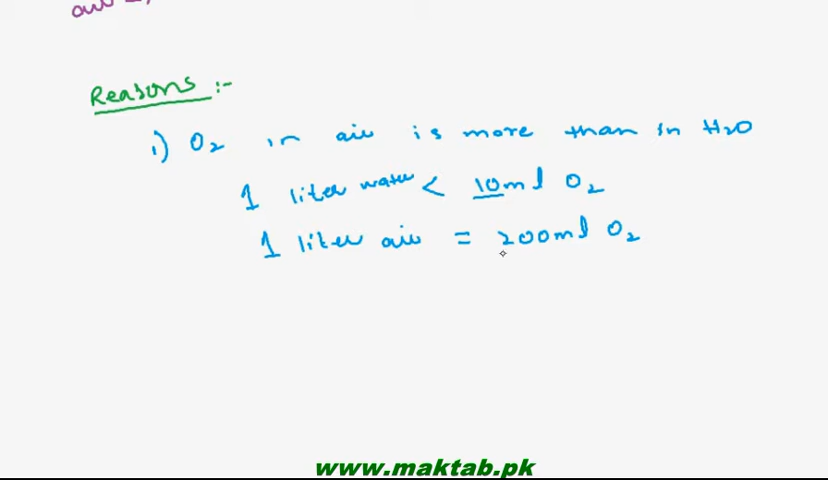 Reasons :-
i) O2 in air is more than in H2O
1 liter water < 10ml O2
1 liter air = 200ml O2
www.maktab.pk